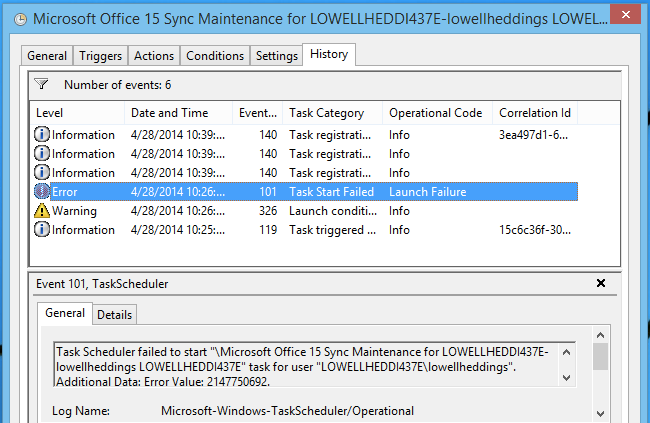 Microsoft Office 15 Sync Maintenance for LOWELLHEDDI437E-lowellheddings LOWEL...
General Triggers Actions Conditions Settings History
Number of events: 6
Level Date and Time Event... Task Category Operational Code Correlation Id
Information 4/28/2014 10:39:... 140 Task registrati... Info 3ea497d1-6...
Information 4/28/2014 10:39:... 140 Task registrati... Info
Information 4/28/2014 10:39:... 140 Task registrati... Info
Error 4/28/2014 10:26:... 101 Task Start Failed Launch Failure
Warning 4/28/2014 10:26:... 326 Launch conditi... Info
Information 4/28/2014 10:25:... 119 Task triggered ... Info 15c6c36f-30...
Event 101, TaskScheduler
General Details
Task Scheduler failed to start "\Microsoft Office 15 Sync Maintenance for LOWELLHEDDI437E-
lowellheddings LOWELLHEDDI437E" task for user "LOWELLHEDDI437E\lowellheddings".
Additional Data: Error Value: 2147750692.
Log Name: Microsoft-Windows-TaskScheduler/Operational